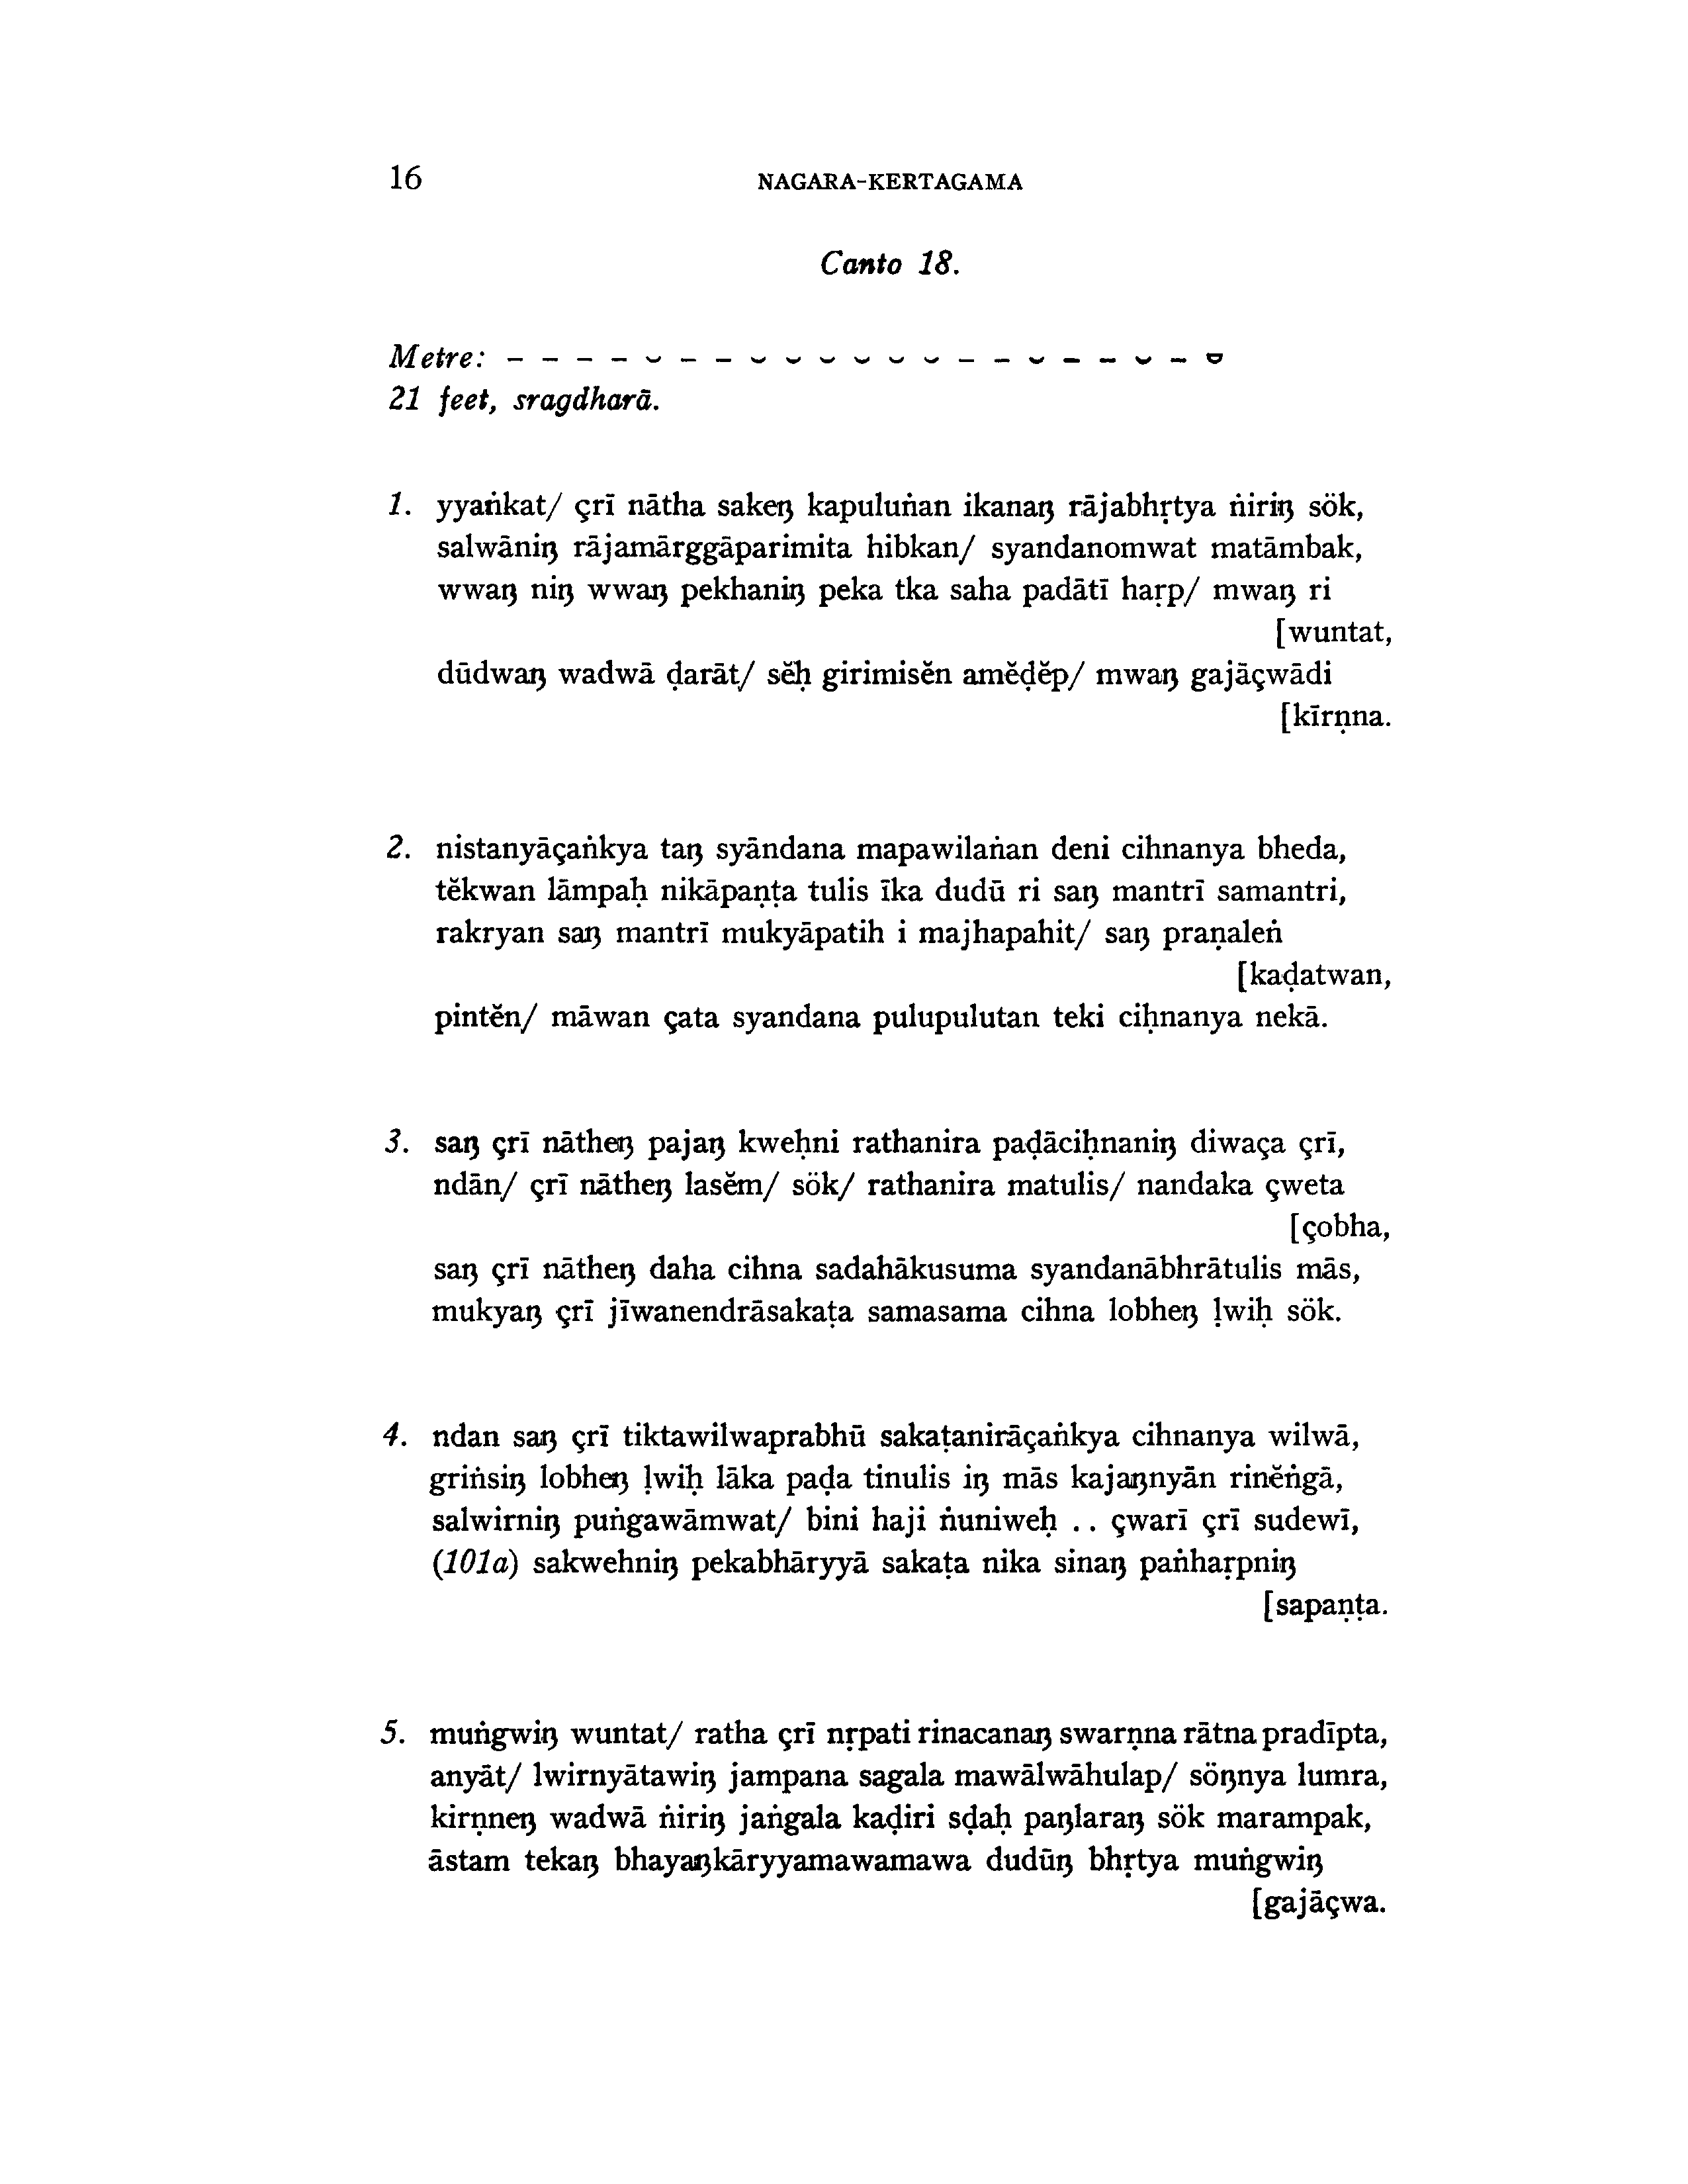 16
NAGARA-KERTAGAMA
Canto 18.
Metre: – – – – ⏑ – – ⏑ ⏑ ⏑ ⏑ ⏑ ⏑ – – ⏑ – – ⏑ – ⏓
21 feet, sragdharā.
1. yyaṅkat/ çrī nātha sakeŋ kapuluṅan ikanaŋ rājabhṛtya ṅiriŋ sök,
salwāniŋ rājamārggāparimita hibkan/ syandanomwat matāmbak,
wwaŋ niŋ wwaŋ pekhaniŋ peka tka saha padātī haṛp/ mwaŋ ri
[wuntat,
dūdwaŋ wadwā ḍarāt/ sĕḥ girimisĕn amĕḍĕp/ mwaŋ gajāçwādi
[kīrṇna.
2. nistanyāçaṅkya taŋ syāndana mapawilaṅan deni cihnanya bheda,
tĕkwan lāmpaḥ nikāpaṇṭa tulis īka dudū ri saŋ mantrī samantri,
rakryan saŋ mantrī mukyāpatih i majhapahit/ saŋ praṇaleṅ
[kaḍatwan,
pintĕn/ māwan çata syandana pulupulutan teki ciḥnanya nekā.
3. saŋ çrī nātheŋ pajaŋ kweḥni rathanira paḍāciḥnaniŋ diwaça çrī,
ndān/ çrī nātheŋ lasĕm/ sök/ rathanira matulis/ nandaka çweta
[çobha,
saŋ çrī nātheŋ daha cihna sadahākusuma syandanābhrātulis mās,
mukyaŋ çrī jīwanendrāsakaṭa samasama cihna lobheŋ ḷwiḥ sök.
4. ndan saŋ çrī tiktawilwaprabhū sakaṭanirāçaṅkya cihnanya wilwā,
griṅsiŋ lobheŋ ḷwiḥ lāka paḍa tinulis iŋ mās kajaŋnyān rinĕṅgā,
salwirniŋ puṅgawāmwat/ bini haji ṅuniweḥ .. çwarī çrī sudewī,
(101a) sakwehniŋ pekabhāryyā sakaṭa nika sinaŋ paṅhaṛpniŋ
[sapaṇṭa.
5. muṅgwiŋ wuntat/ ratha çrī nṛpati rinacanaŋ swarṇna rātna pradīpta,
anyāt/ lwirnyātawiŋ jampana sagala mawālwāhulap/ söŋnya lumra,
kirṇneŋ wadwā ṅiriŋ jaṅgala kaḍiri sḍaḥ paŋlaraŋ sök marampak,
āstam tekaŋ bhayaŋkāryyamawamawa dudūŋ bhṛtya muṅgwiŋ
[gajāçwa.